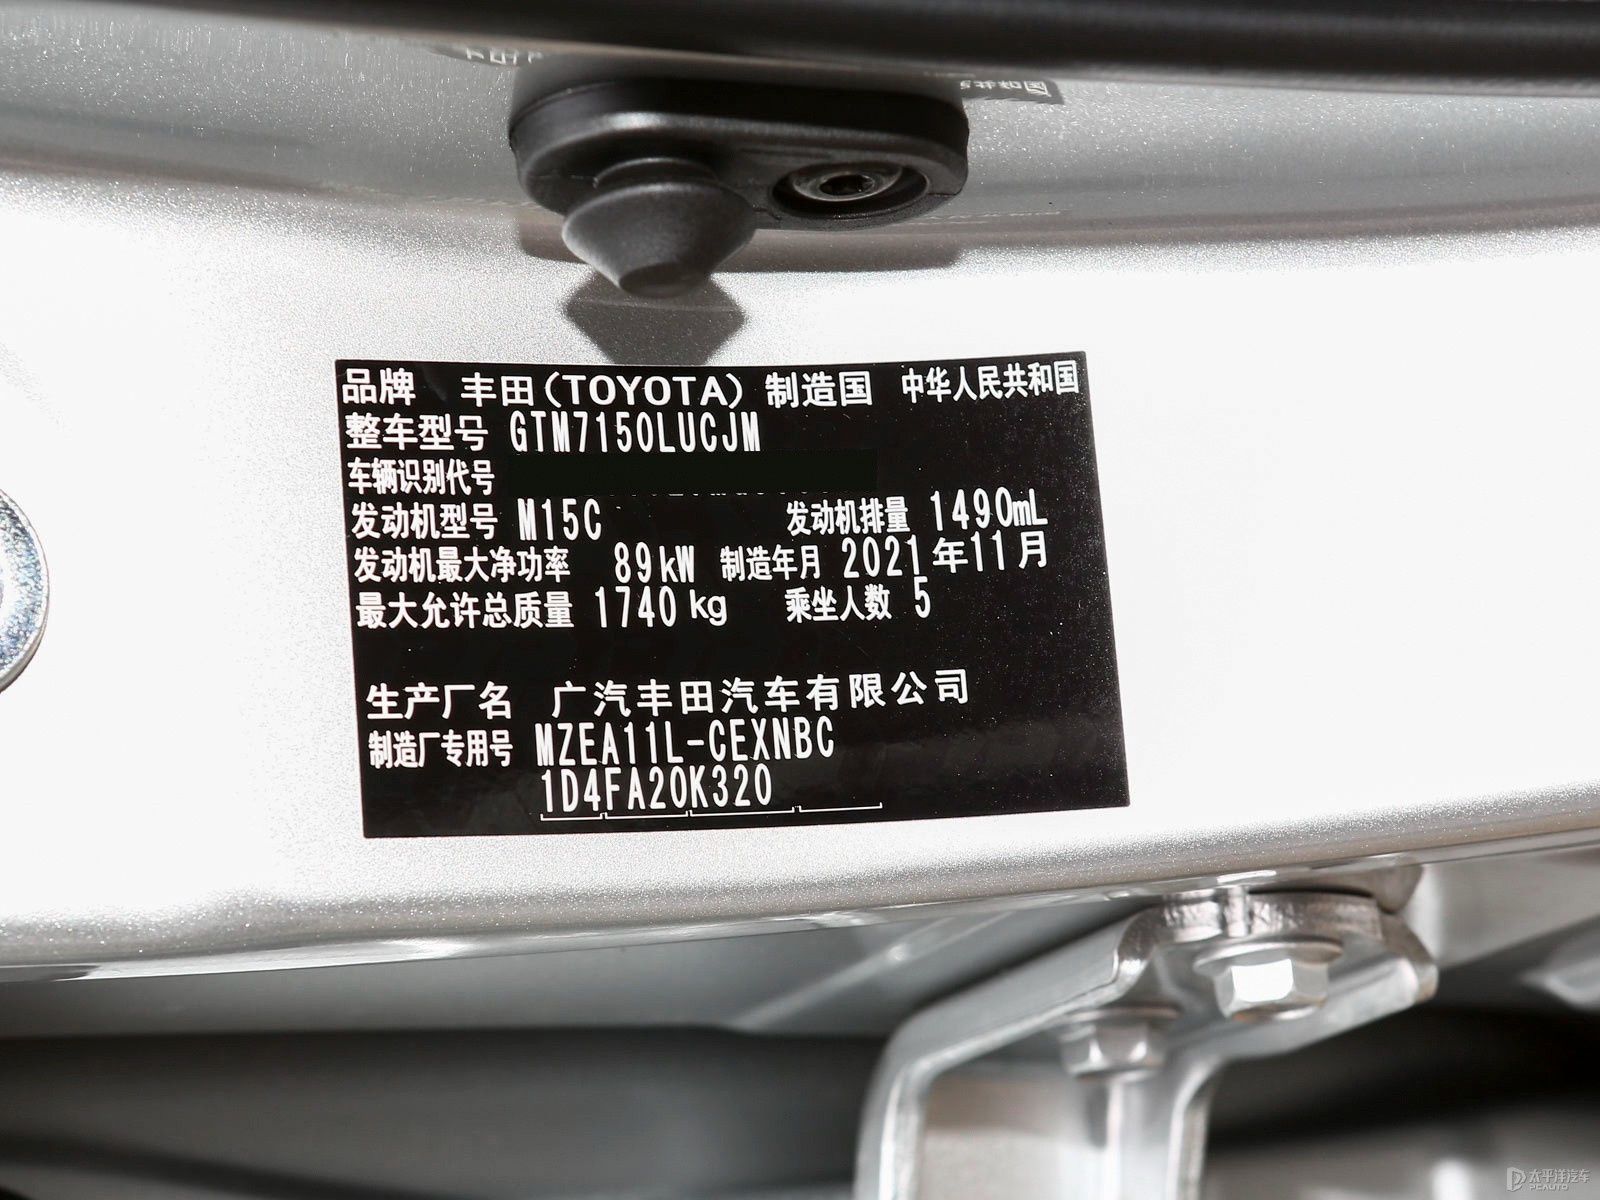 品牌 丰田(TOYOTA) 制造国 中华人民共和国
整车型号 GTM7150LUCJM
车辆识别代号
发动机型号 M15C 发动机排量 1490mL
发动机最大净功率 89kW 制造年月 2021年11月
最大允许总质量 1740kg 乘坐人数 5
生产厂名 广汽丰田汽车有限公司
制造厂专用号 MZEA11L-CEXNBC
1D4FA20K320
太平洋汽车
PCAUTO